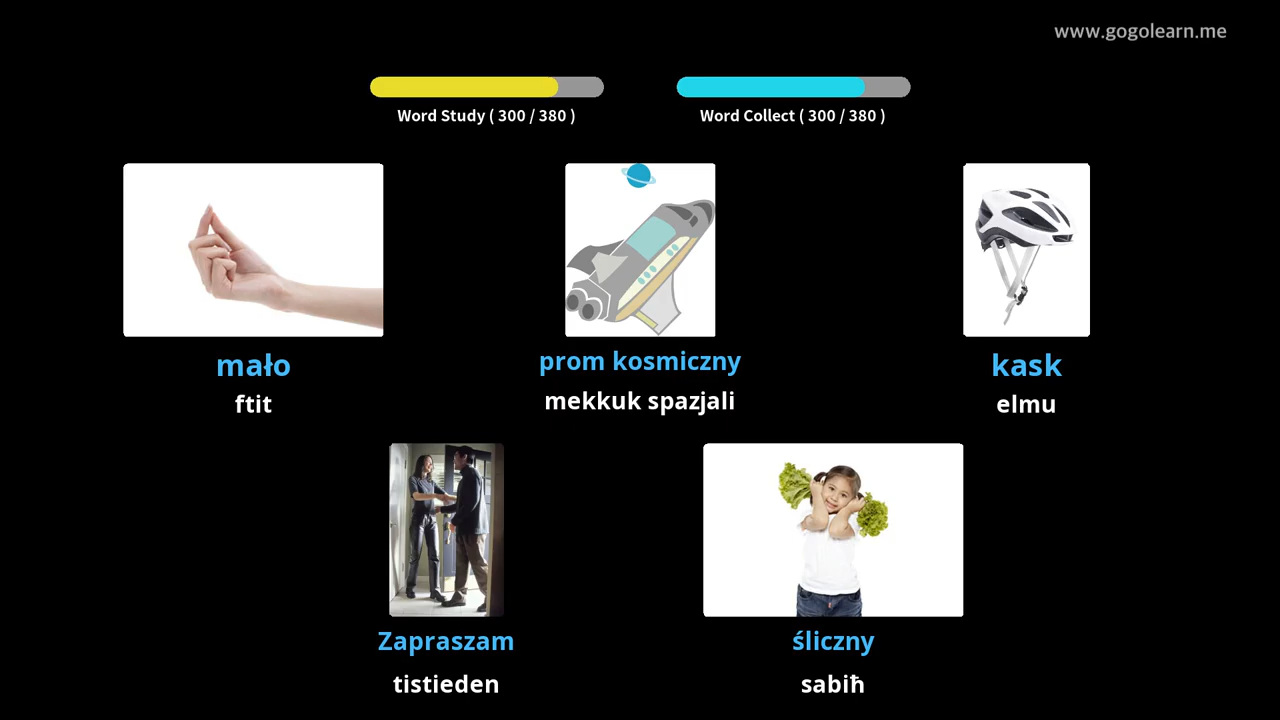 www.gogolearn.me
Word Study ( 300 / 380 )
Word Collect ( 300 / 380 )
mało
ftit
prom kosmiczny
mekkuk spazjali
kask
elmu
Zapraszam
tistieden
śliczny
sabiħ